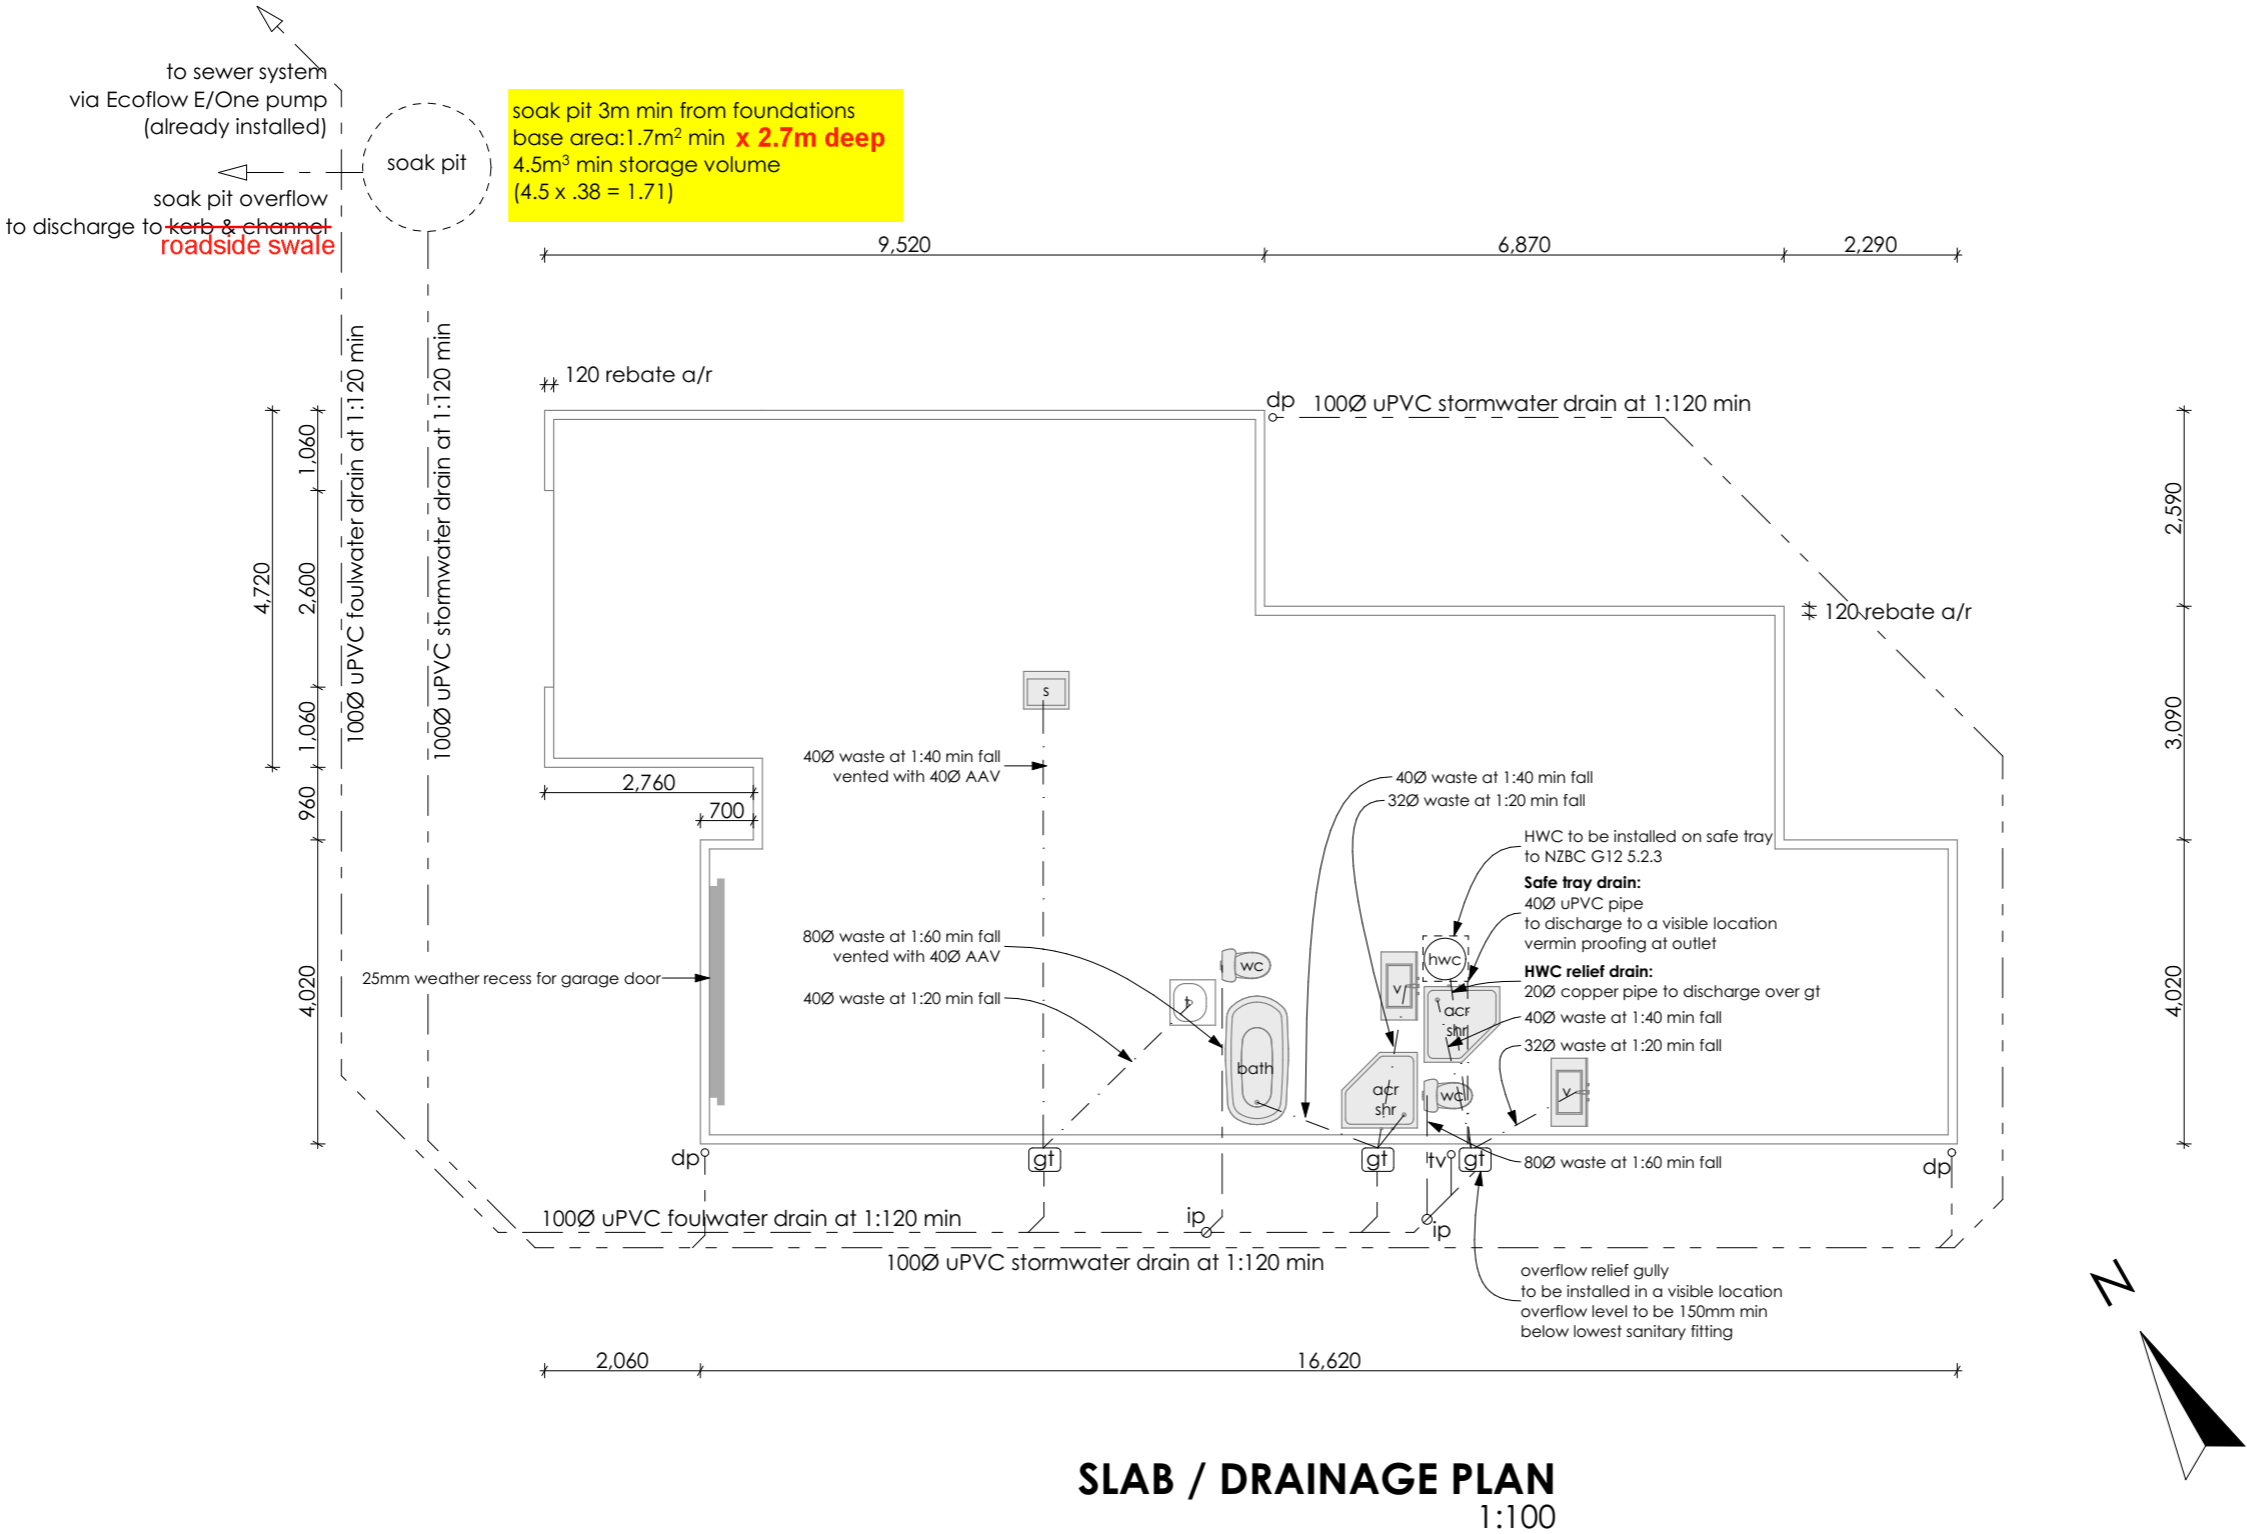 to sewer system
via Ecoflow E/One pump
(already installed)
soak pit
soak pit 3m min from foundations
base area:1.7m² min x 2.7m deep
4.5m³ min storage volume
(4.5 x .38 = 1.71)
soak pit overflow
to discharge to kerb & channel
roadside swale
9,520
6,870
2,290
120 rebate a/r
dp
100Ø uPVC stormwater drain at 1:120 min
100Ø uPVC foulwater drain at 1:120 min
100Ø uPVC stormwater drain at 1:120 min
4,720
1,060
2,600
1,060
960
4,020
2,590
3,090
4,020
120 rebate a/r
s
40Ø waste at 1:40 min fall
vented with 40Ø AAV
2,760
700
40Ø waste at 1:40 min fall
32Ø waste at 1:20 min fall
HWC to be installed on safe tray
to NZBC G12 5.2.3
Safe tray drain:
40Ø uPVC pipe
to discharge to a visible location
vermin proofing at outlet
HWC relief drain:
20Ø copper pipe to discharge over gt
40Ø waste at 1:40 min fall
32Ø waste at 1:20 min fall
80Ø waste at 1:60 min fall
vented with 40Ø AAV
40Ø waste at 1:20 min fall
25mm weather recess for garage door
wc
t
bath
v
hwc
acr
shr
acr
shr
wc
v
dp
gt
gt
tv
gt
80Ø waste at 1:60 min fall
dp
100Ø uPVC foulwater drain at 1:120 min
ip
ip
100Ø uPVC stormwater drain at 1:120 min
overflow relief gully
to be installed in a visible location
overflow level to be 150mm min
below lowest sanitary fitting
N
2,060
16,620
SLAB / DRAINAGE PLAN
1:100